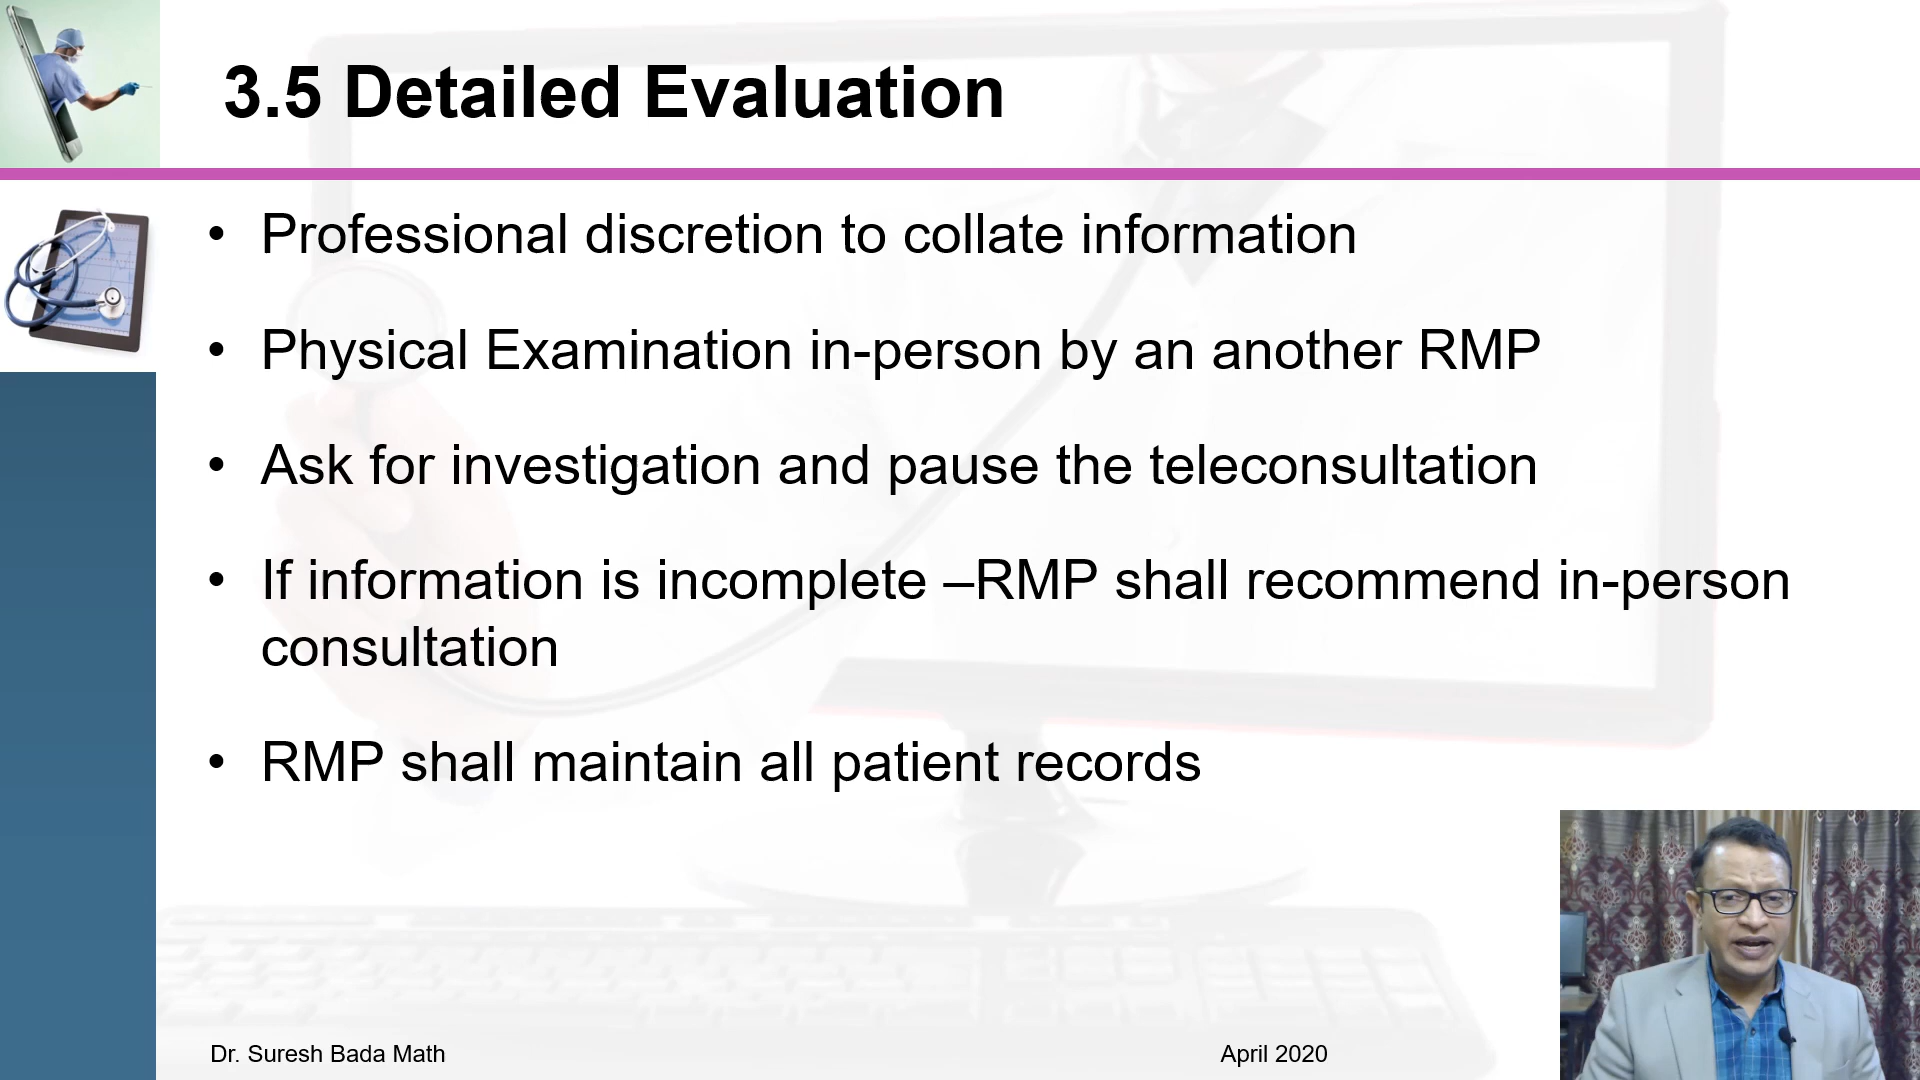 3.5 Detailed Evaluation
• Professional discretion to collate information
• Physical Examination in-person by an another RMP
• Ask for investigation and pause the teleconsultation
• If information is incomplete –RMP shall recommend in-person
consultation
• RMP shall maintain all patient records
Dr. Suresh Bada Math
April 2020